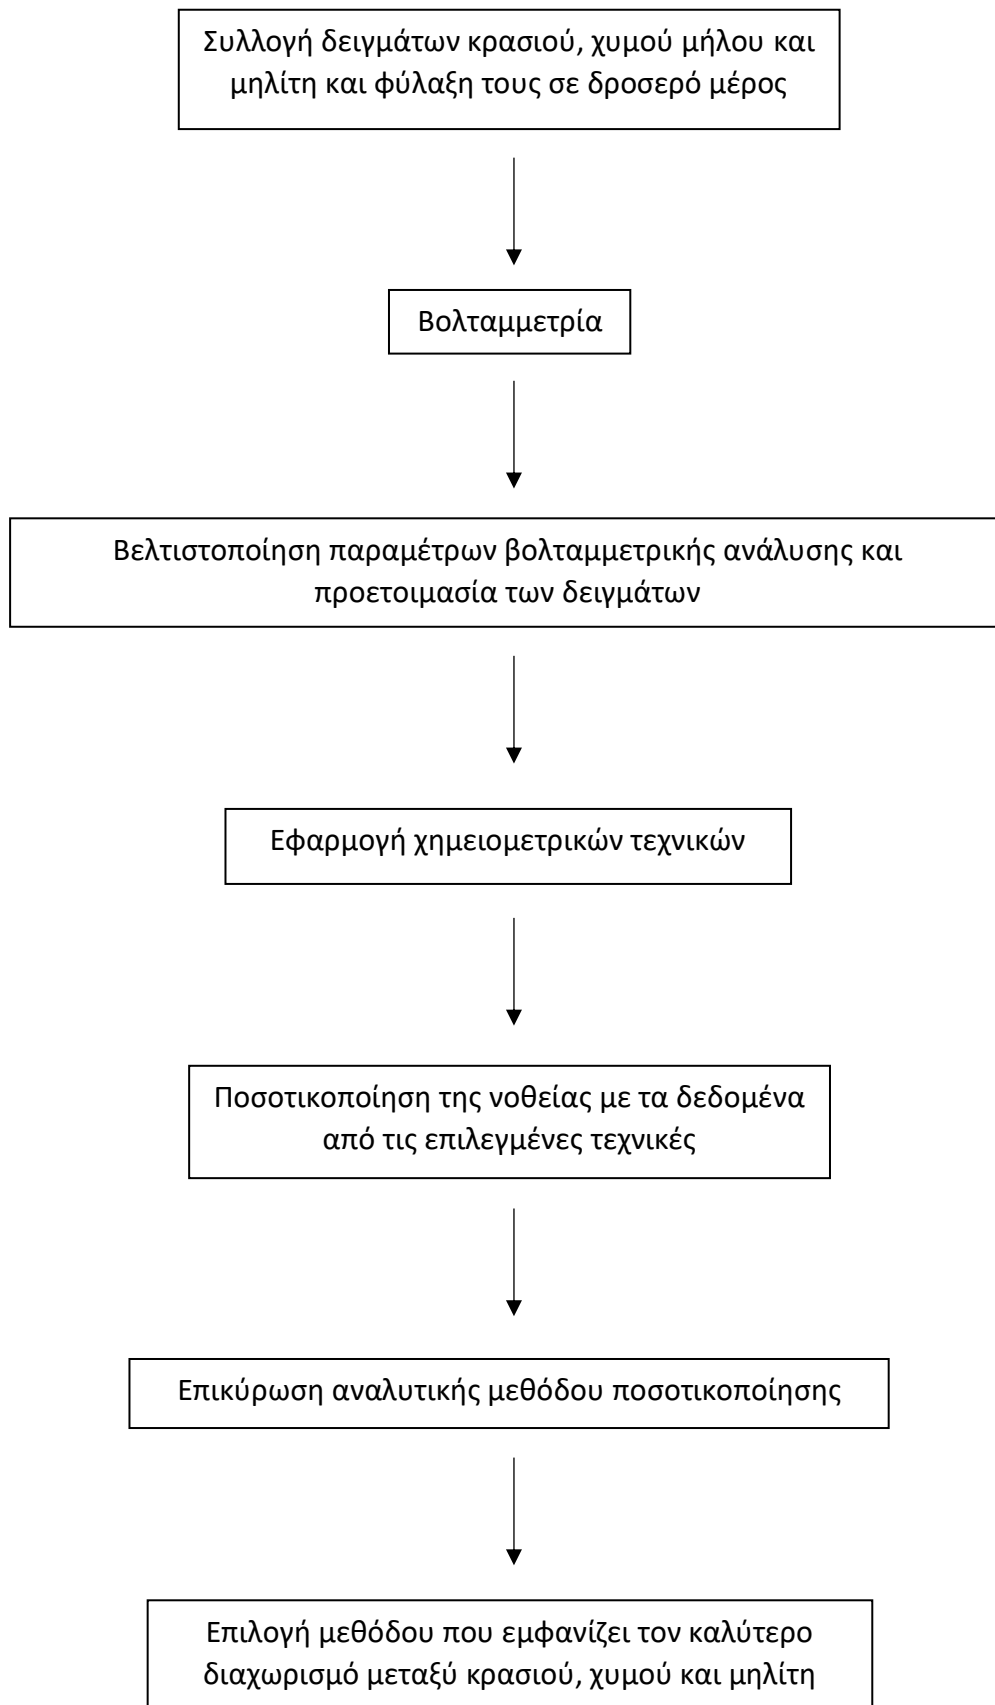 Συλλογή δειγμάτων κρασιού, χυμού μήλου και
μηλίτη και φύλαξη τους σε δροσερό μέρος
Βολταμμετρία
Βελτιστοποίηση παραμέτρων βολταμμετρικής ανάλυσης και
προετοιμασία των δειγμάτων
Εφαρμογή χημειομετρικών τεχνικών
Ποσοτικοποίηση της νοθείας με τα δεδομένα
από τις επιλεγμένες τεχνικές
Επικύρωση αναλυτικής μεθόδου ποσοτικοποίησης
Επιλογή μεθόδου που εμφανίζει τον καλύτερο
διαχωρισμό μεταξύ κρασιού, χυμού και μηλίτη